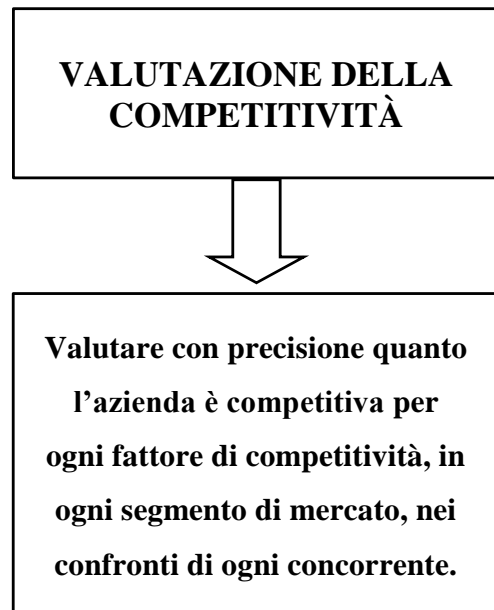 VALUTAZIONE DELLA
COMPETITIVITÀ
Valutare con precisione quanto
l’azienda è competitiva per
ogni fattore di competitività, in
ogni segmento di mercato, nei
confronti di ogni concorrente.